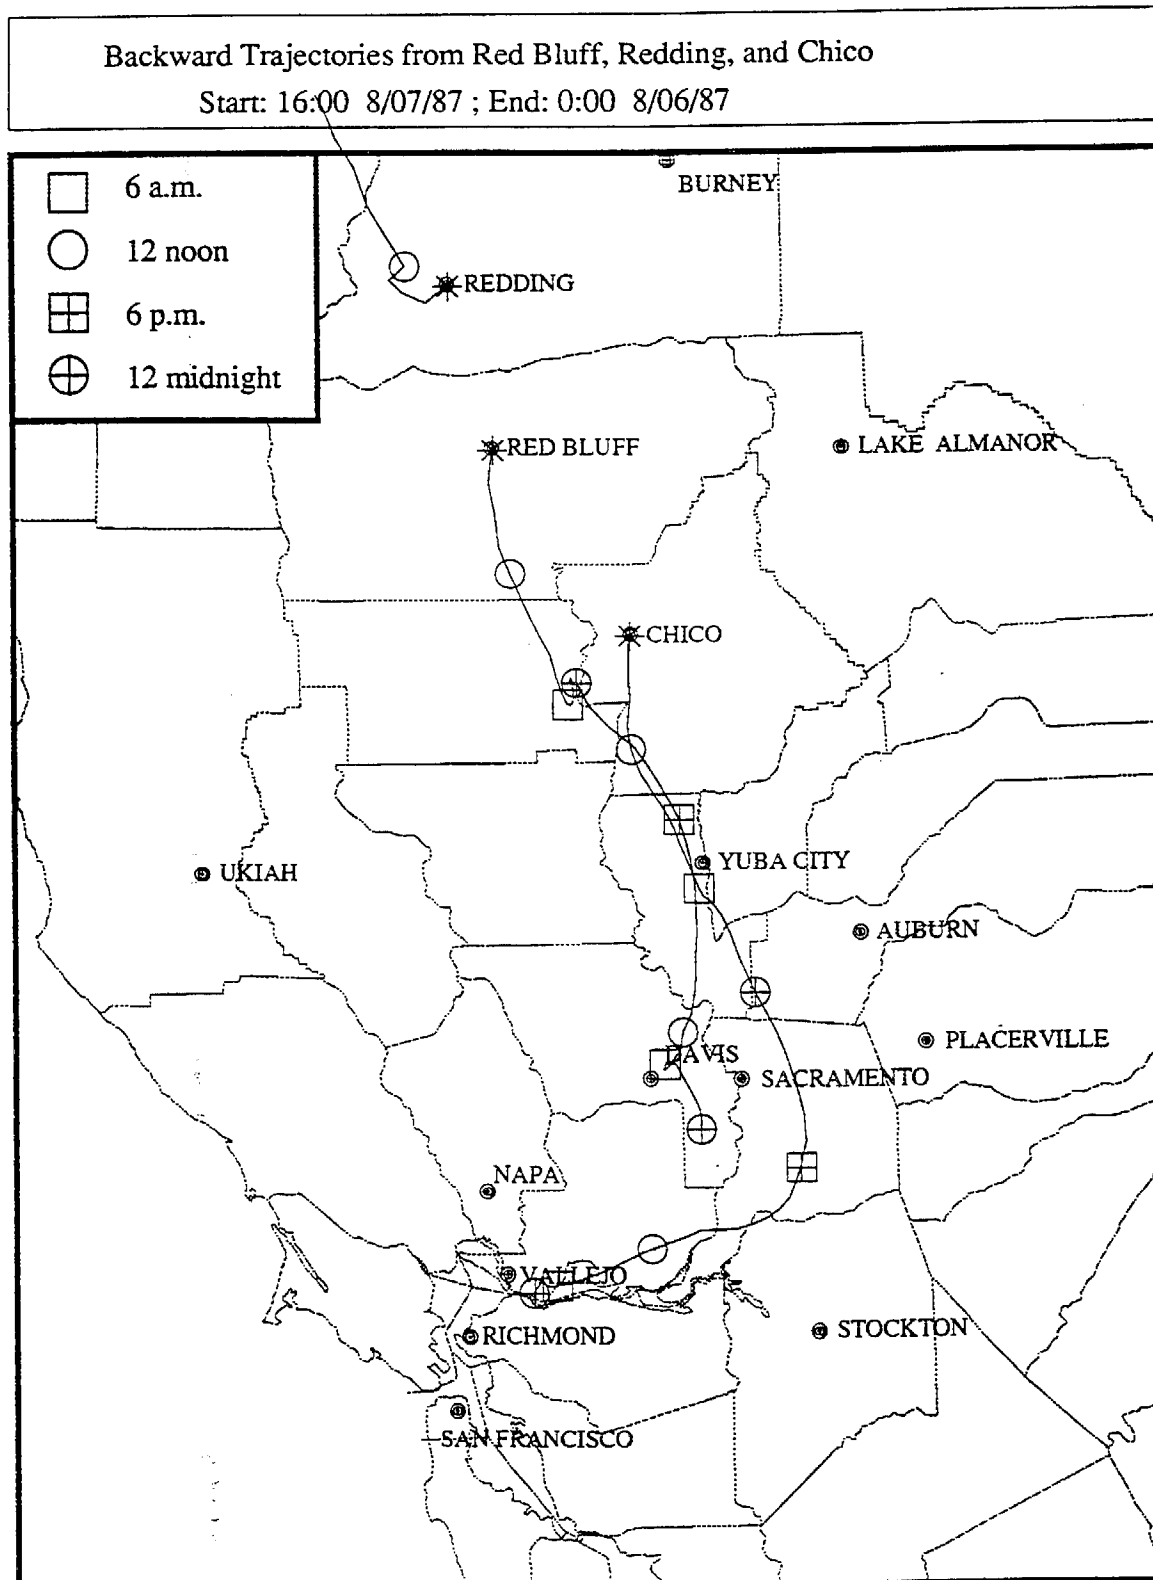 Backward Trajectories from Red Bluff, Redding, and Chico
Start: 16:00 8/07/87 ; End: 0:00 8/06/87
6 a.m.
12 noon
6 p.m.
12 midnight
BURNEY
REDDING
RED BLUFF
LAKE ALMANOR
CHICO
YUBA CITY
UKIAH
AUBURN
PLACERVILLE
DAVIS
SACRAMENTO
NAPA
VALLEJO
RICHMOND
STOCKTON
SAN FRANCISCO